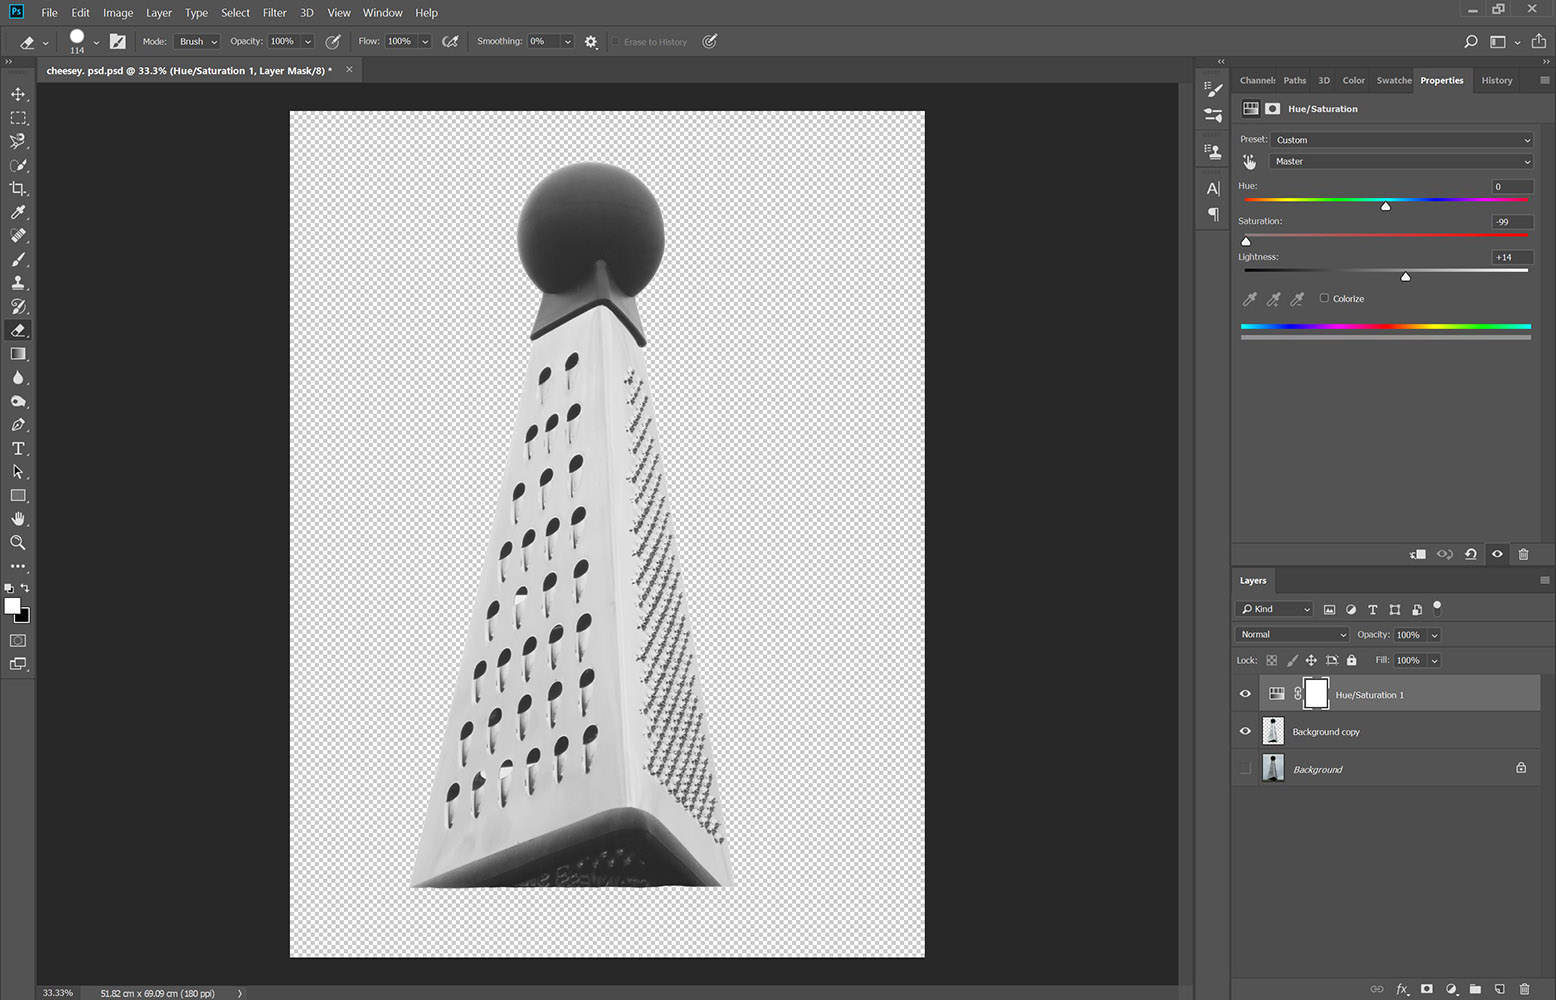 Ps File Edit Image Layer Type Select Filter 3D View Window Help
114 Mode: Brush Opacity: 100% Flow: 100% Smoothing: 0% Erase to History
cheesey. psd.psd @ 33.3% (Hue/Saturation 1, Layer Mask/8) * ×
Channel: Paths 3D Color Swatche Properties History
Hue/Saturation
Preset: Custom
Master
Hue: 0
Saturation: -99
Lightness: +14
Colorize
Layers
Kind
Normal Opacity: 100%
Lock: Fill: 100%
Hue/Saturation 1
Background copy
Background
33.33% 51.82 cm x 69.09 cm (180 ppi)